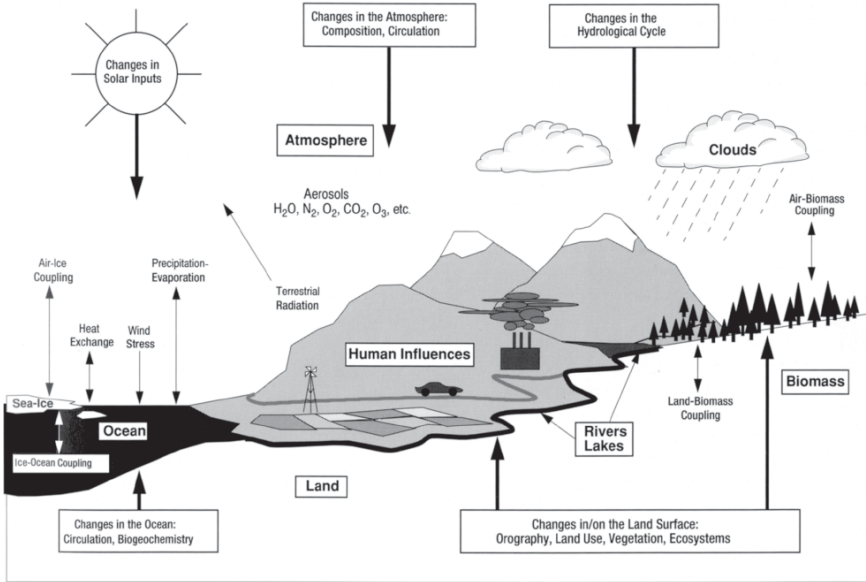 Changes in the Atmosphere:
Composition, Circulation
Changes in the
Hydrological Cycle
Changes in
Solar Inputs
Atmosphere
Clouds
Aerosols
H₂O, N₂, O₂, CO₂, O₃, etc.
Air-Biomass
Coupling
Air-Ice
Coupling
Precipitation-
Evaporation
Terrestrial
Radiation
Heat
Exchange
Wind
Stress
Human Influences
Biomass
Land-Biomass
Coupling
Sea-Ice
Ocean
Rivers
Lakes
Ice-Ocean Coupling
Land
Changes in the Ocean:
Circulation, Biogeochemistry
Changes in/on the Land Surface:
Orography, Land Use, Vegetation, Ecosystems